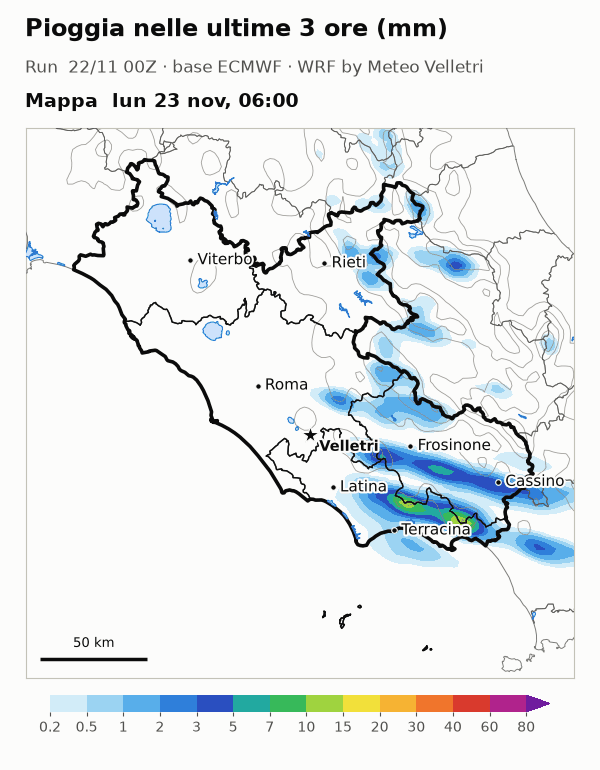 Pioggia nelle ultime 3 ore (mm)
Run  22/11 00Z · base ECMWF · WRF by Meteo Velletri
Mappa  lun 23 nov, 06:00
Viterbo
Rieti
Roma
Velletri
Frosinone
Latina
Cassino
Terracina
50 km
0.2 0.5 1 2 3 5 7 10 15 20 30 40 60 80